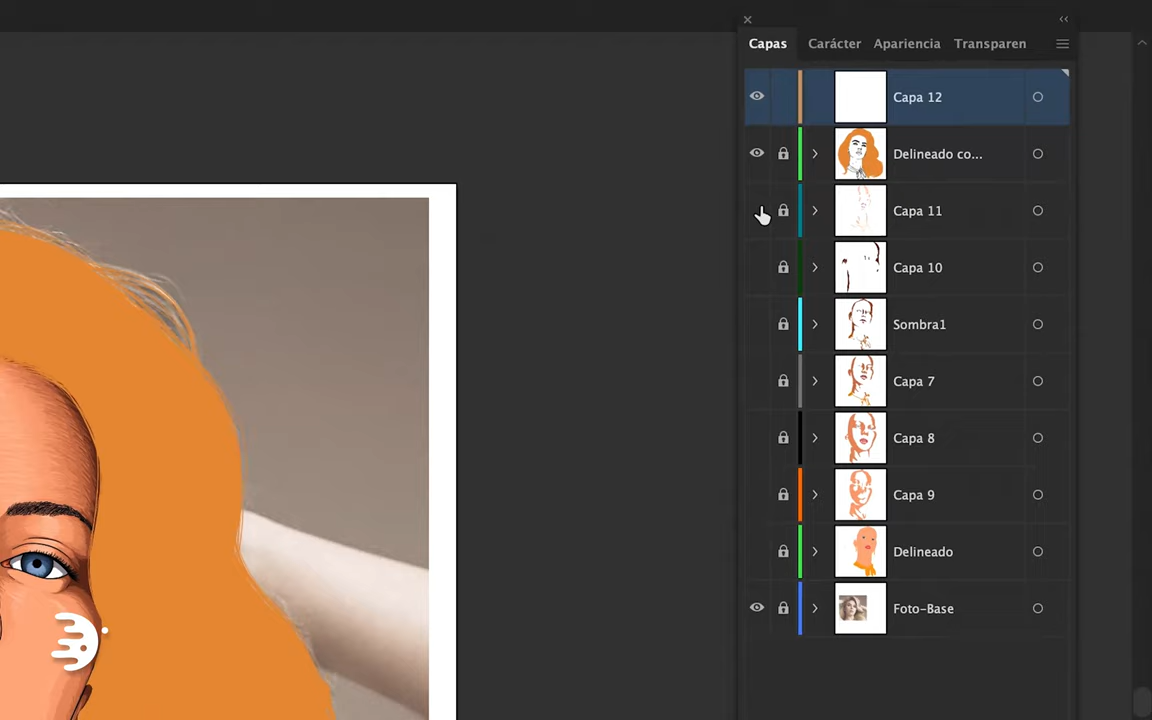 Capas Carácter Apariencia Transparen
Capa 12
Delineado co...
Capa 11
Capa 10
Sombra1
Capa 7
Capa 8
Capa 9
Delineado
Foto-Base